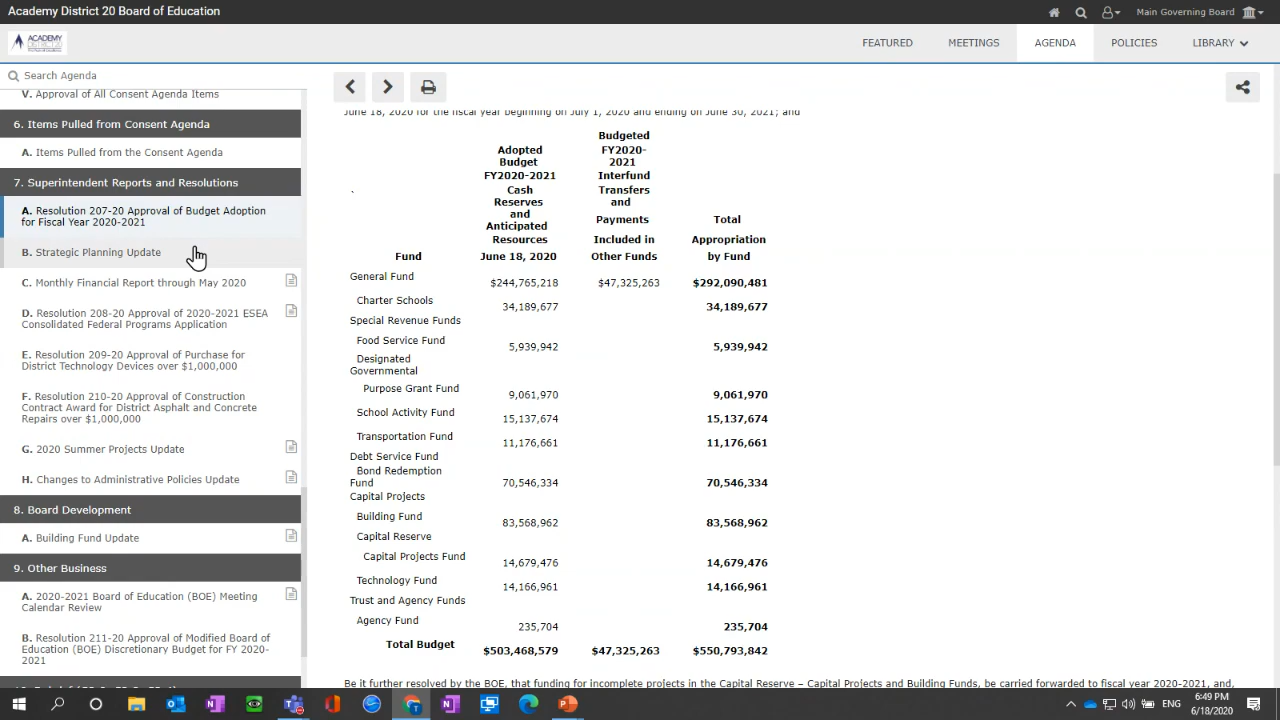 Academy District 20 Board of Education
Main Governing Board
ACADEMY
DISTRICT 20
FEATURED
MEETINGS
AGENDA
POLICIES
LIBRARY
Search Agenda
V. Approval of All Consent Agenda Items
6. Items Pulled from Consent Agenda
A. Items Pulled from the Consent Agenda
7. Superintendent Reports and Resolutions
A. Resolution 207-20 Approval of Budget Adoption
for Fiscal Year 2020-2021
B. Strategic Planning Update
C. Monthly Financial Report through May 2020
D. Resolution 208-20 Approval of 2020-2021 ESEA
Consolidated Federal Programs Application
E. Resolution 209-20 Approval of Purchase for
District Technology Devices over $1,000,000
F. Resolution 210-20 Approval of Construction
Contract Award for District Asphalt and Concrete
Repairs over $1,000,000
G. 2020 Summer Projects Update
H. Changes to Administrative Policies Update
8. Board Development
A. Building Fund Update
9. Other Business
A. 2020-2021 Board of Education (BOE) Meeting
Calendar Review
B. Resolution 211-20 Approval of Modified Board of
Education (BOE) Discretionary Budget for FY 2020-
2021
June 18, 2020 for the fiscal year beginning on July 1, 2020 and ending on June 30, 2021; and
Budgeted
Adopted FY2020-
Budget 2021
FY2020-2021 Interfund
Cash Transfers
Reserves and
and
Anticipated Payments Total
Resources Included in Appropriation
Fund June 18, 2020 Other Funds by Fund
General Fund $244,765,218 $47,325,263 $292,090,481
Charter Schools 34,189,677 34,189,677
Special Revenue Funds
Food Service Fund 5,939,942 5,939,942
Designated
Governmental
Purpose Grant Fund 9,061,970 9,061,970
School Activity Fund 15,137,674 15,137,674
Transportation Fund 11,176,661 11,176,661
Debt Service Fund
Bond Redemption
Fund 70,546,334 70,546,334
Capital Projects
Building Fund 83,568,962 83,568,962
Capital Reserve
Capital Projects Fund 14,679,476 14,679,476
Technology Fund 14,166,961 14,166,961
Trust and Agency Funds
Agency Fund 235,704 235,704
Total Budget $503,468,579 $47,325,263 $550,793,842
Be it further resolved by the BOE, that funding for incomplete projects in the Capital Reserve – Capital Projects and Building Funds, be carried forwarded to fiscal year 2020-2021, and,
ENG
6:49 PM
6/18/2020